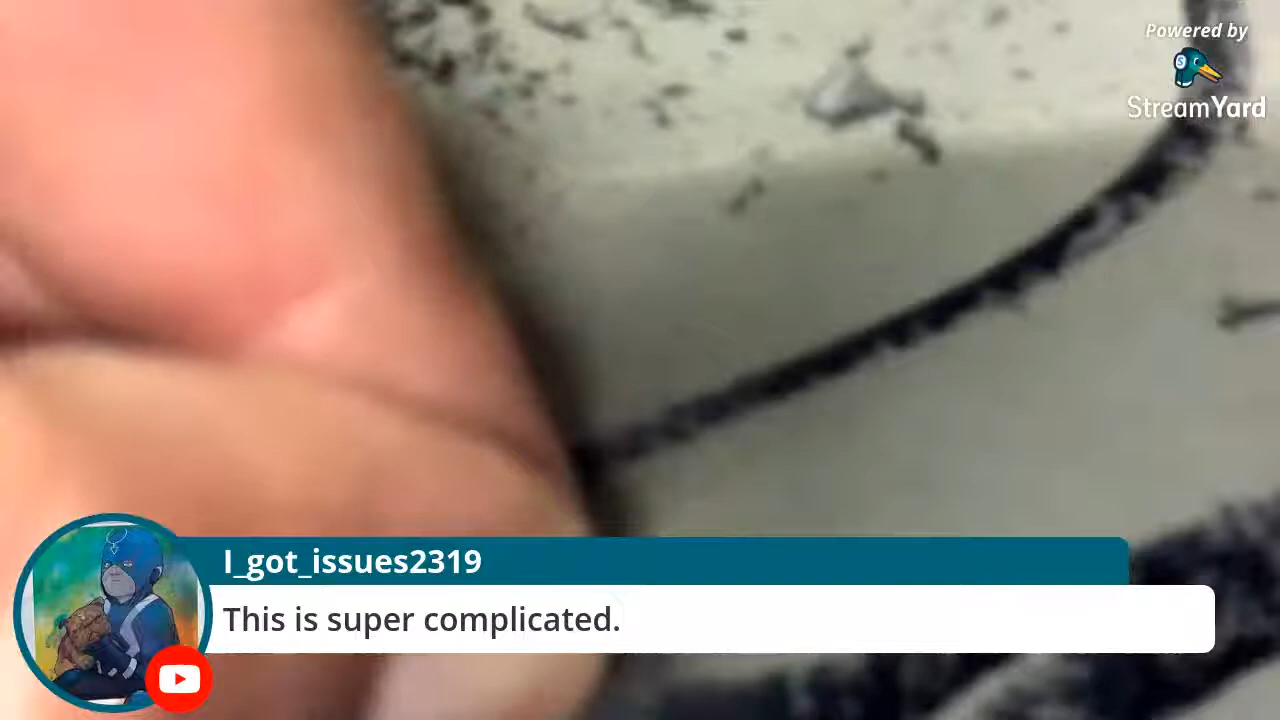 Powered by
StreamYard
I_got_issues2319
This is super complicated.